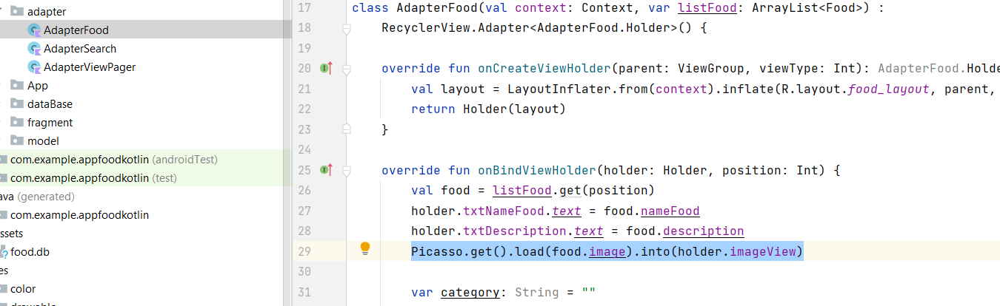 adapter
AdapterFood
AdapterSearch
AdapterViewPager
App
dataBase
fragment
model
com.example.appfoodkotlin (androidTest)
com.example.appfoodkotlin (test)
ava (generated)
com.example.appfoodkotlin
ssets
food.db
es
color
17 class AdapterFood(val context: Context, var listFood: ArrayList<Food>) :
18 RecyclerView.Adapter<AdapterFood.Holder>() {
19
20 override fun onCreateViewHolder(parent: ViewGroup, viewType: Int): AdapterFood.Holde
21 val layout = LayoutInflater.from(context).inflate(R.layout.food_layout, parent,
22 return Holder(layout)
23 }
24
25 override fun onBindViewHolder(holder: Holder, position: Int) {
26 val food = listFood.get(position)
27 holder.txtNameFood.text = food.nameFood
28 holder.txtDescription.text = food.description
29 Picasso.get().load(food.image).into(holder.imageView)
30
31 var category: String = ""